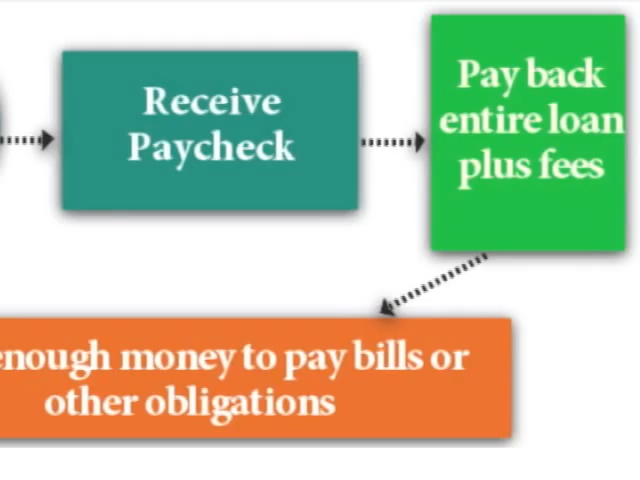 Receive
Paycheck
Pay back
entire loan
plus fees
enough money to pay bills or
other obligations